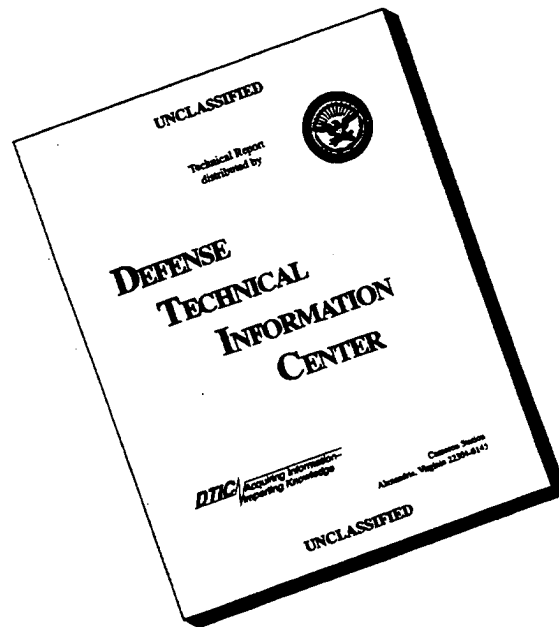 UNCLASSIFIED
Technical Report
distributed by
DEFENSE
TECHNICAL
INFORMATION
CENTER
DTIC Acquiring Information–
Imparting Knowledge
Cameron Station
Alexandria, Virginia 22304-6145
UNCLASSIFIED